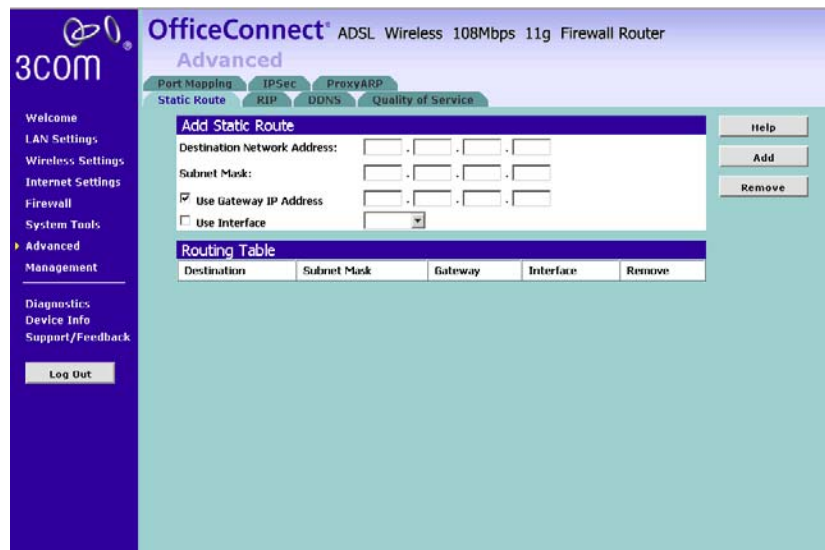 3COM
OfficeConnect® ADSL Wireless 108Mbps 11g Firewall Router
Advanced
Port Mapping IPSec ProxyARP
Static Route RIP DDNS Quality of Service
Welcome
LAN Settings
Wireless Settings
Internet Settings
Firewall
System Tools
Advanced
Management
Diagnostics
Device Info
Support/Feedback
Log Out
Add Static Route
Destination Network Address: . . .
Subnet Mask: . . .
Use Gateway IP Address . . .
Use Interface
Routing Table
Destination Subnet Mask Gateway Interface Remove
Help
Add
Remove